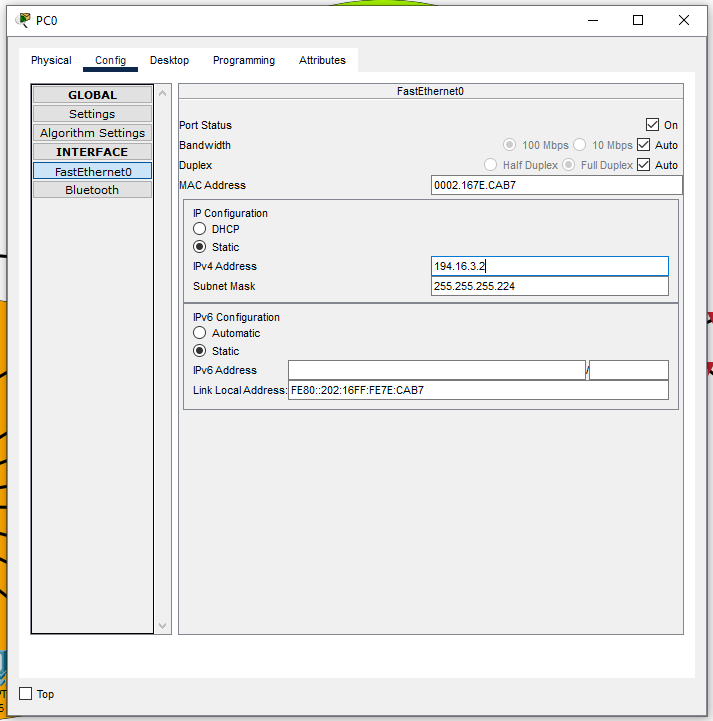 PC0
Physical Config Desktop Programming Attributes
GLOBAL
Settings
Algorithm Settings
INTERFACE
FastEthernet0
Bluetooth
FastEthernet0
Port Status On
Bandwidth 100 Mbps 10 Mbps Auto
Duplex Half Duplex Full Duplex Auto
MAC Address 0002.167E.CAB7
IP Configuration
DHCP
Static
IPv4 Address 194.16.3.2
Subnet Mask 255.255.255.224
IPv6 Configuration
Automatic
Static
IPv6 Address /
Link Local Address: FE80::202:16FF:FE7E:CAB7
Top